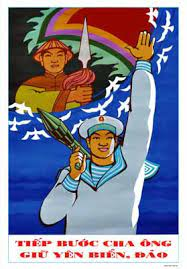 TIẾP BƯỚC CHA ÔNG
GIỮ YÊN BIỂN, ĐẢO